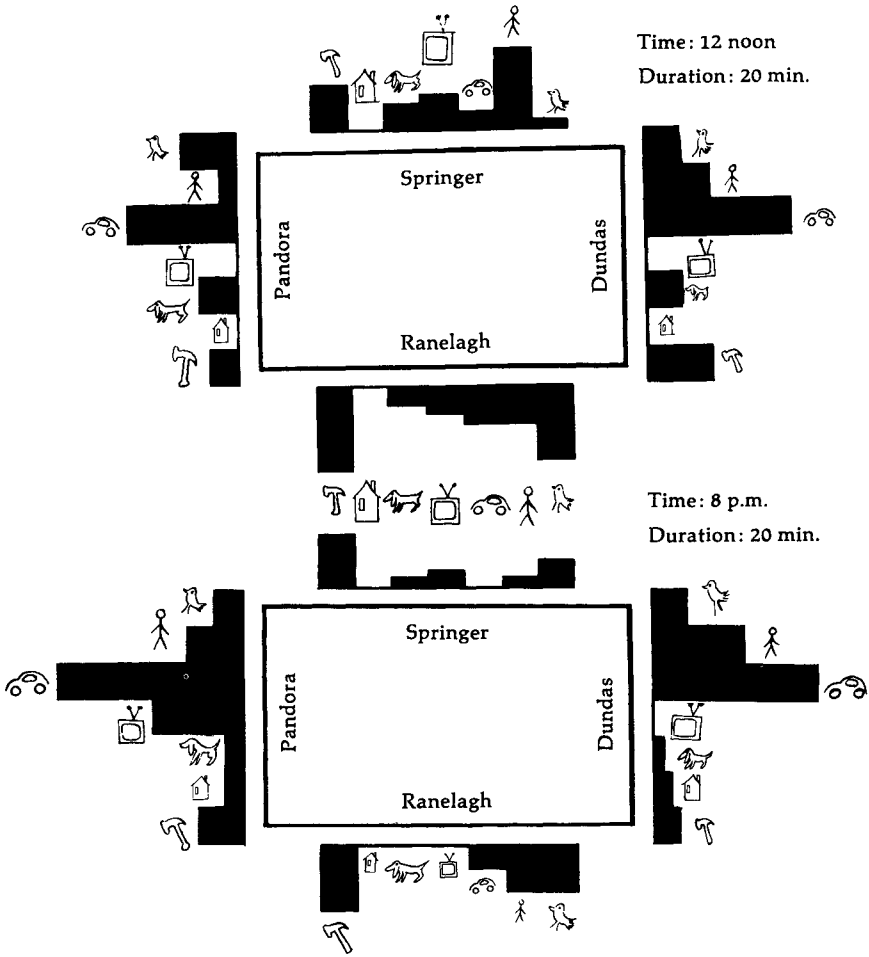 Time: 12 noon
Duration: 20 min.
Springer
Pandora
Dundas
Ranelagh
Time: 8 p.m.
Duration: 20 min.
Springer
Pandora
Dundas
Ranelagh